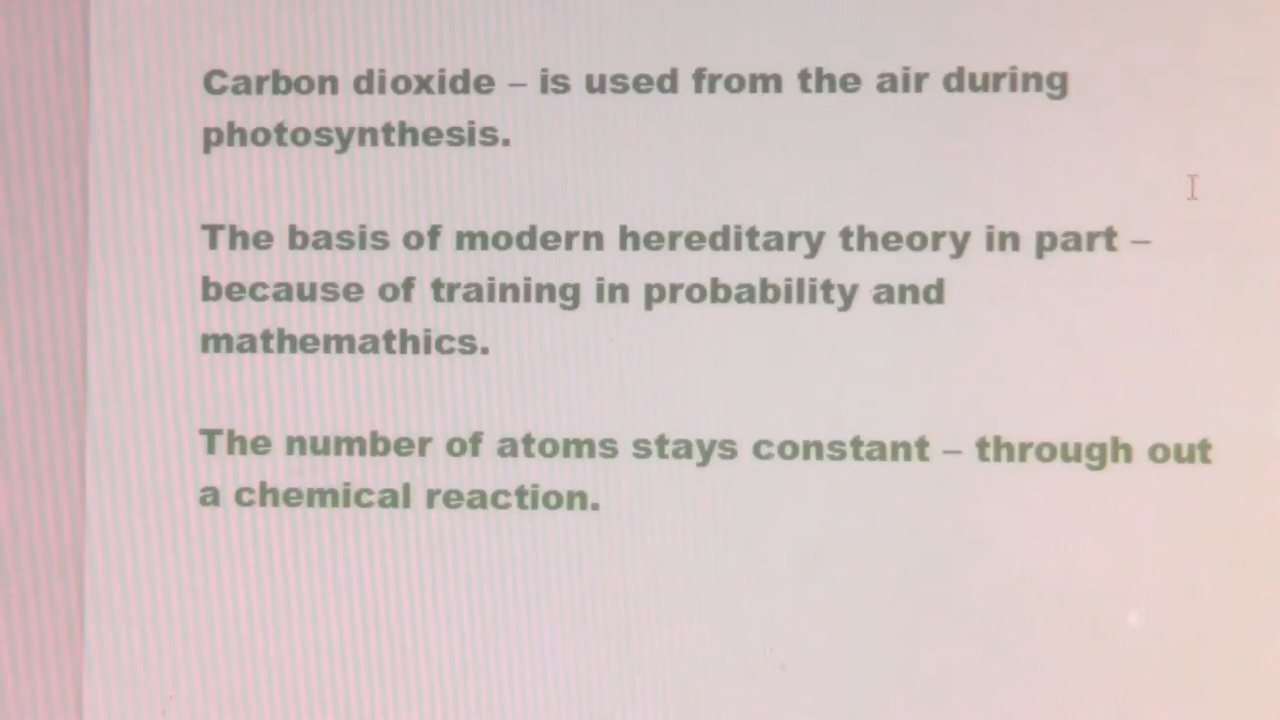 Carbon dioxide – is used from the air during
photosynthesis.
The basis of modern hereditary theory in part –
because of training in probability and
mathemathics.
The number of atoms stays constant – through out
a chemical reaction.